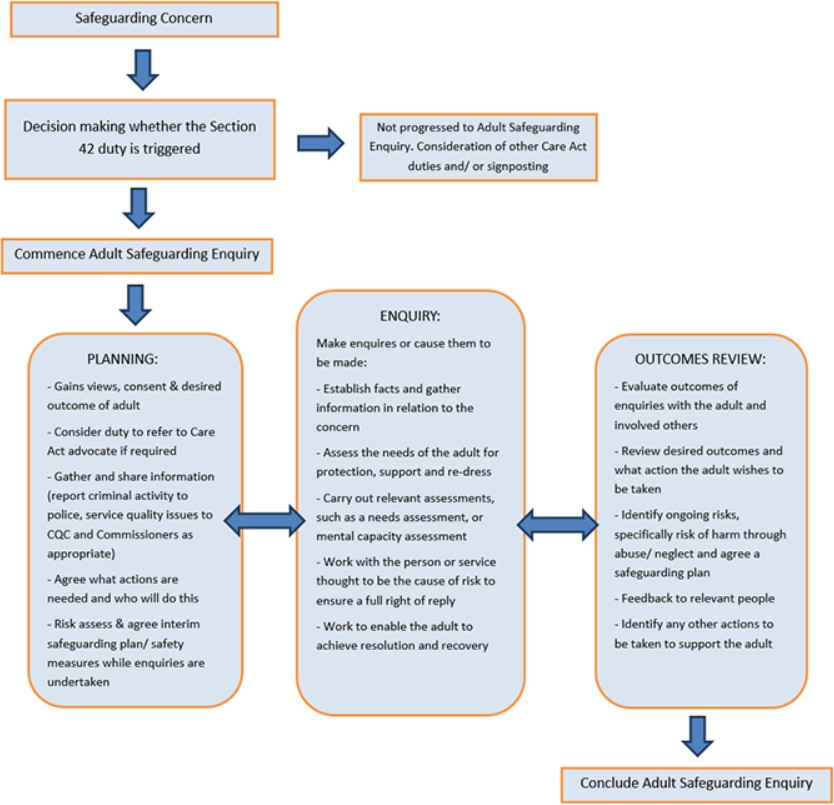 Safeguarding Concern
Decision making whether the Section
42 duty is triggered
Not progressed to Adult Safeguarding
Enquiry. Consideration of other Care Act
duties and/ or signposting
Commence Adult Safeguarding Enquiry
PLANNING:
- Gains views, consent & desired
outcome of adult
- Consider duty to refer to Care
Act advocate if required
- Gather and share information
(report criminal activity to
police, service quality issues to
CQC and Commissioners as
appropriate)
- Agree what actions are
needed and who will do this
- Risk assess & agree interim
safeguarding plan/ safety
measures while enquiries are
undertaken
ENQUIRY:
Make enquires or cause them to
be made:
- Establish facts and gather
information in relation to the
concern
- Assess the needs of the adult for
protection, support and re-dress
- Carry out relevant assessments,
such as a needs assessment, or
mental capacity assessment
- Work with the person or service
thought to be the cause of risk to
ensure a full right of reply
- Work to enable the adult to
achieve resolution and recovery
OUTCOMES REVIEW:
- Evaluate outcomes of
enquiries with the adult and
involved others
- Review desired outcomes and
what action the adult wishes to
be taken
- Identify ongoing risks,
specifically risk of harm through
abuse/ neglect and agree a
safeguarding plan
- Feedback to relevant people
- Identify any other actions to
be taken to support the adult
Conclude Adult Safeguarding Enquiry